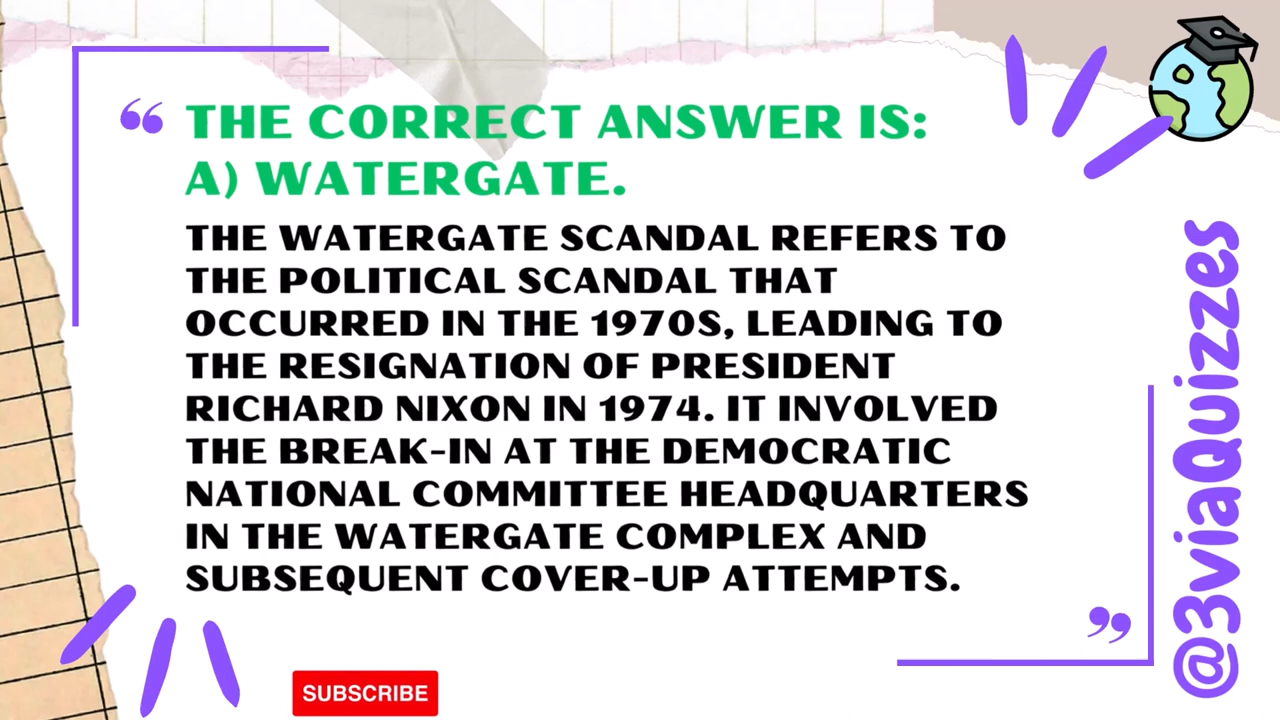 THE CORRECT ANSWER IS:
A) WATERGATE.
THE WATERGATE SCANDAL REFERS TO
THE POLITICAL SCANDAL THAT
OCCURRED IN THE 1970S, LEADING TO
THE RESIGNATION OF PRESIDENT
RICHARD NIXON IN 1974. IT INVOLVED
THE BREAK-IN AT THE DEMOCRATIC
NATIONAL COMMITTEE HEADQUARTERS
IN THE WATERGATE COMPLEX AND
SUBSEQUENT COVER-UP ATTEMPTS.
SUBSCRIBE
@3viaQuizzes